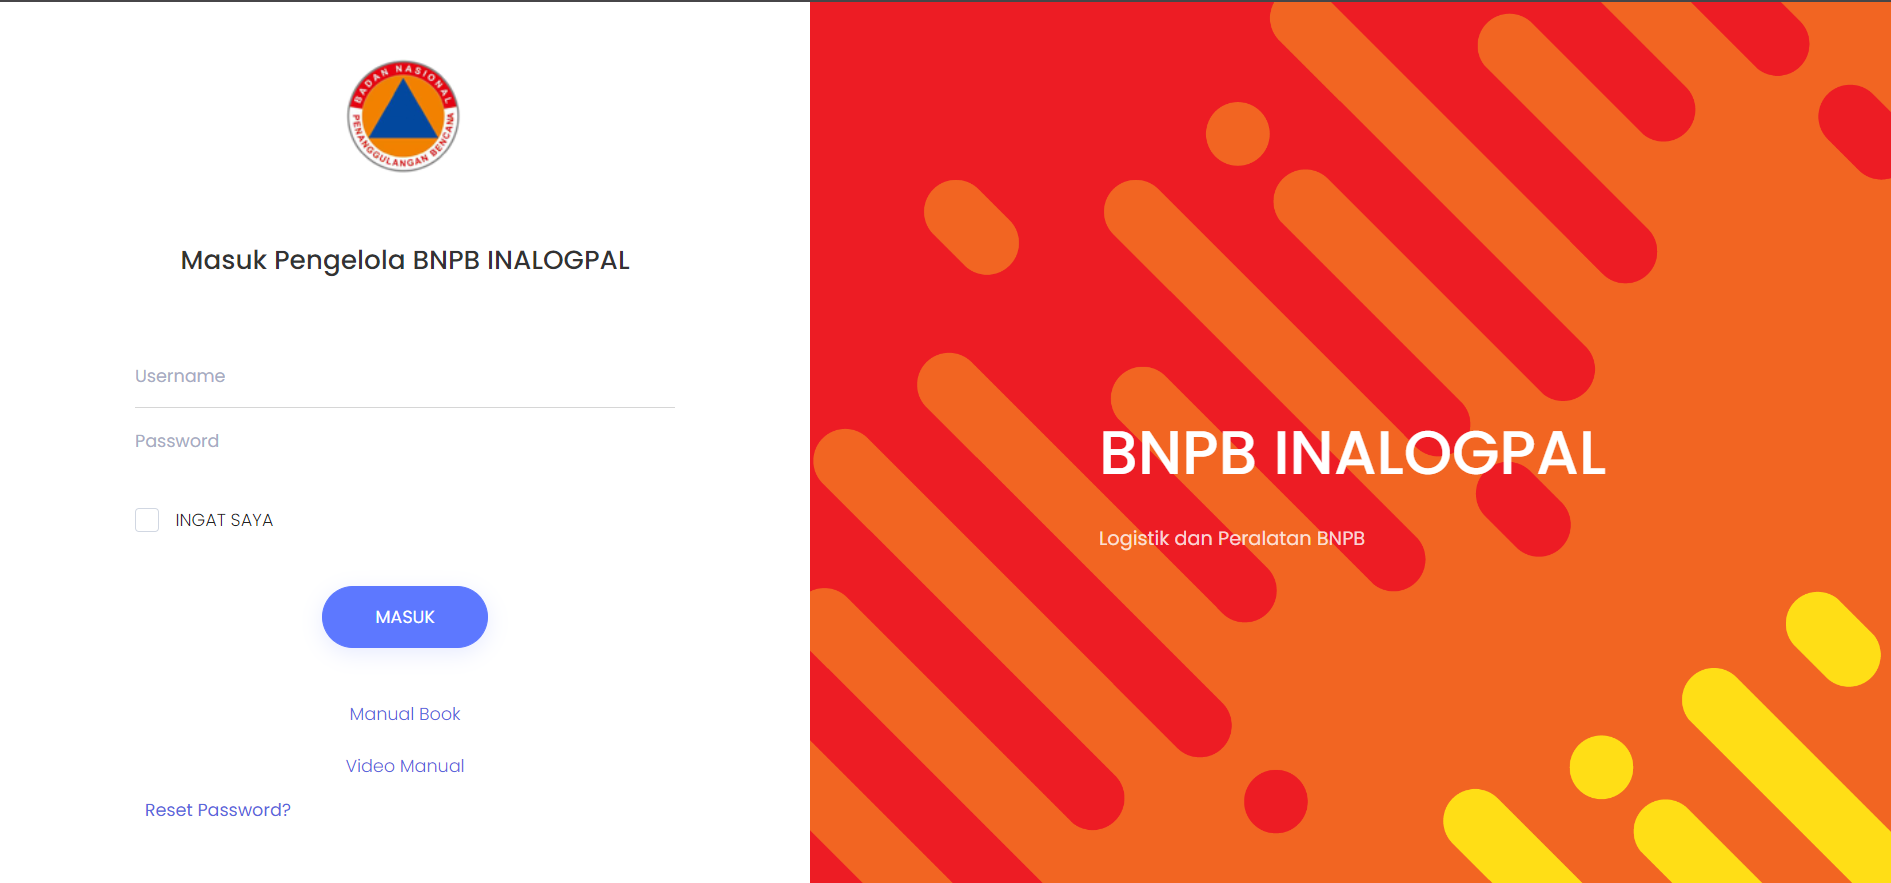 BADAN NASIONAL
PENANGGULANGAN BENCANA
Masuk Pengelola BNPB INALOGPAL
Username
Password
INGAT SAYA
MASUK
Manual Book
Video Manual
Reset Password?
BNPB INALOGPAL
Logistik dan Peralatan BNPB